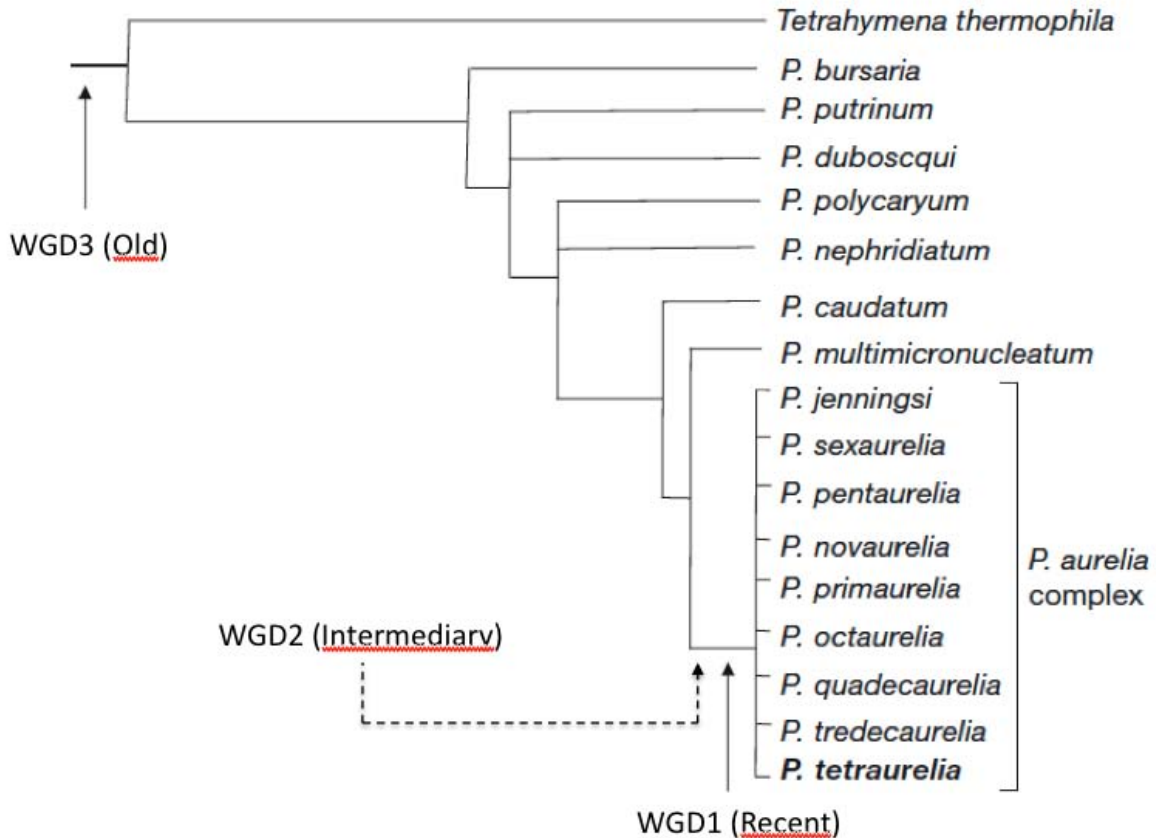 Tetrahymena thermophila
P. bursaria
P. putrinum
P. duboscqui
P. polycaryum
WGD3 (Old)
P. nephridiatum
P. caudatum
P. multimicronucleatum
P. jenningsi
P. sexaurelia
P. pentaurelia
P. novaurelia
P. aurelia
complex
P. primaurelia
WGD2 (Intermediarv)
P. octaurelia
P. quadecaurelia
P. tredecaurelia
P. tetraurelia
WGD1 (Recent)